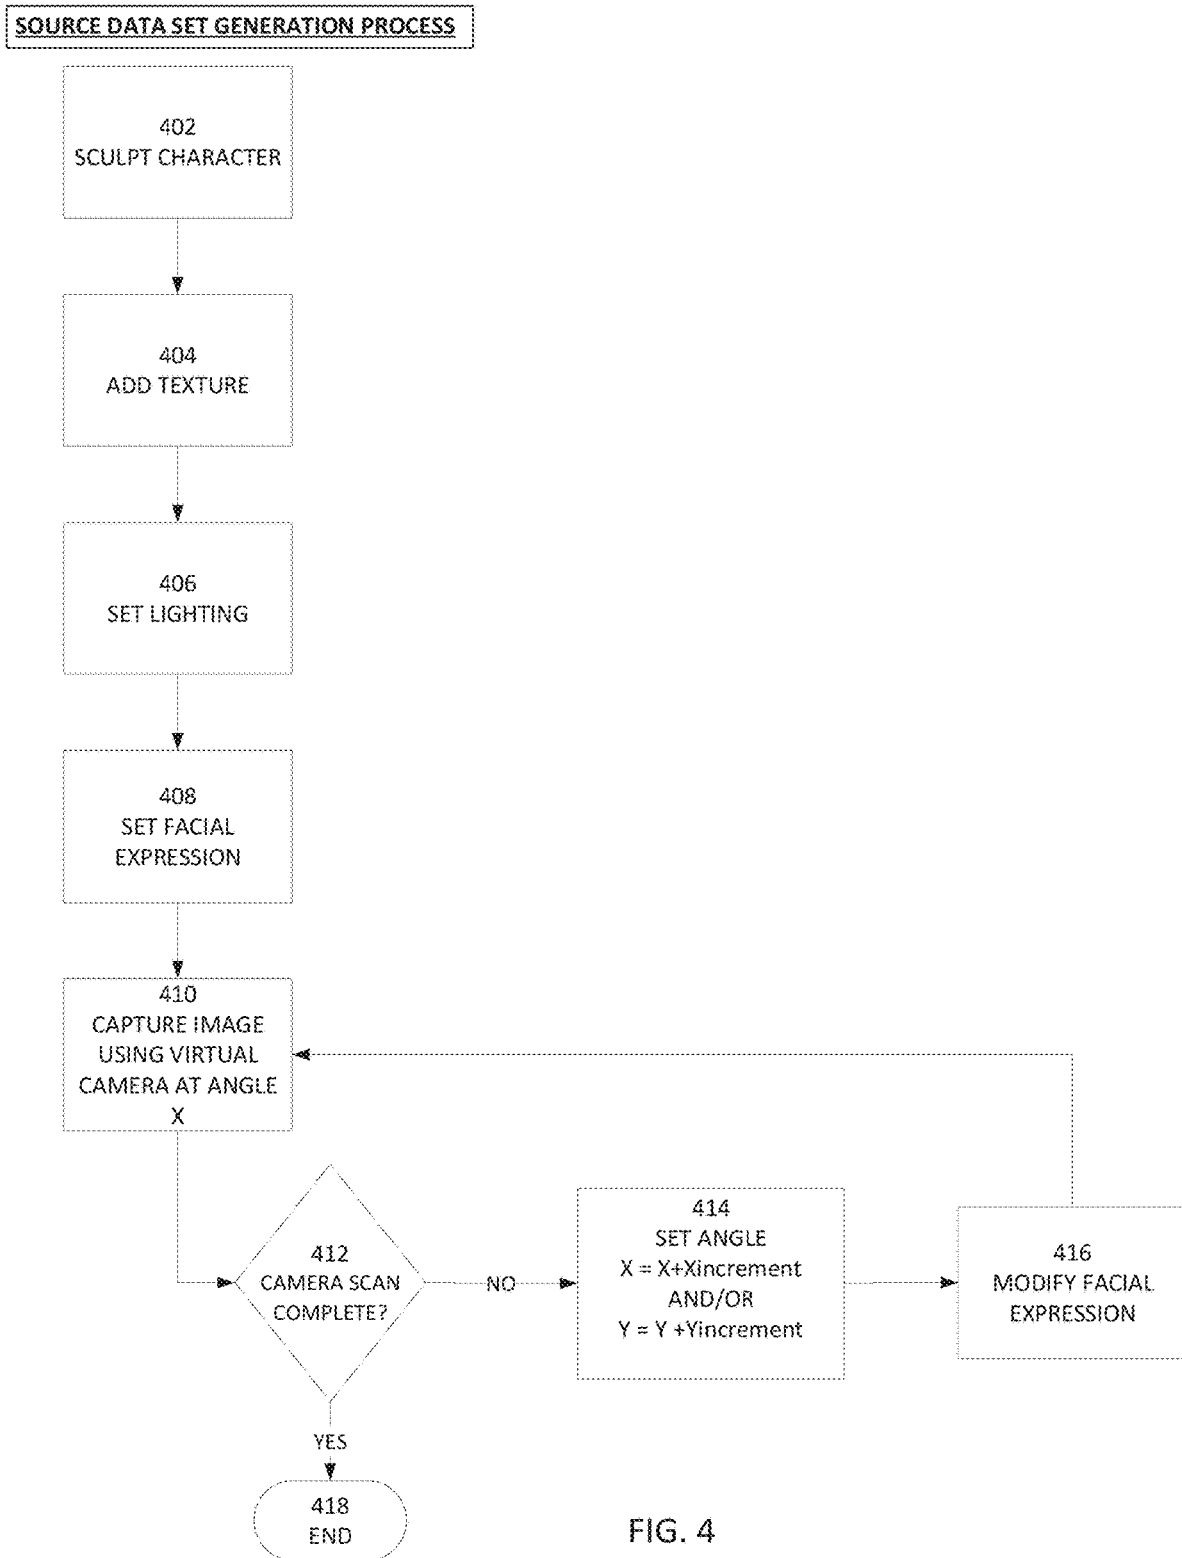 SOURCE DATA SET GENERATION PROCESS
402
SCULPT CHARACTER
404
ADD TEXTURE
406
SET LIGHTING
408
SET FACIAL
EXPRESSION
410
CAPTURE IMAGE
USING VIRTUAL
CAMERA AT ANGLE
X
412
CAMERA SCAN
COMPLETE?
NO
414
SET ANGLE
X = X+Xincrement
AND/OR
Y = Y +Yincrement
416
MODIFY FACIAL
EXPRESSION
YES
418
END
FIG. 4